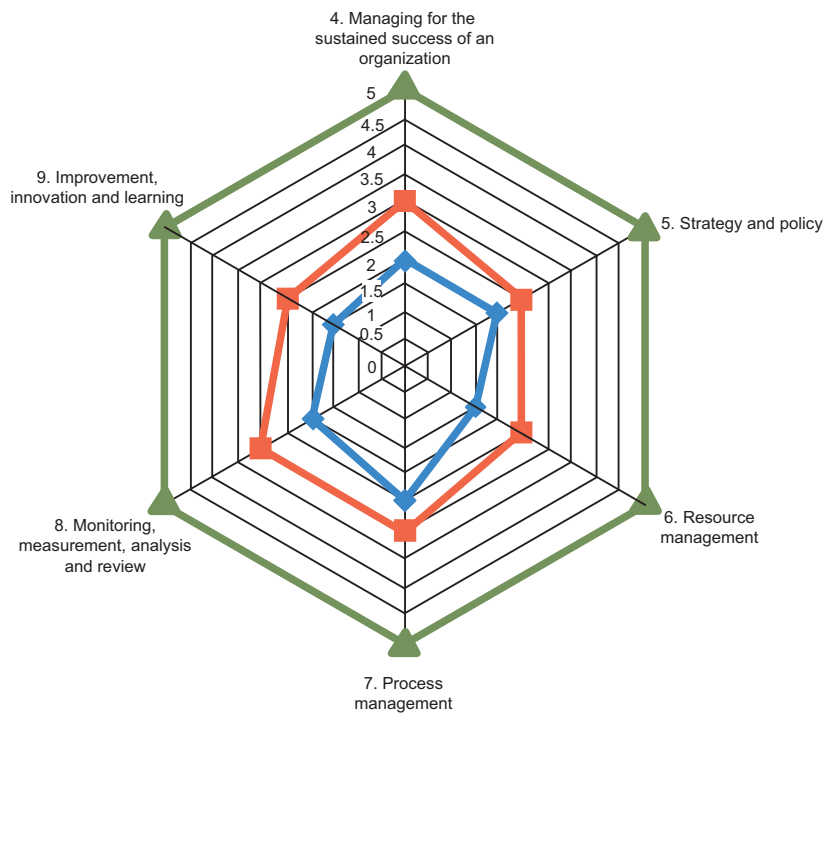 4. Managing for the
sustained success of an
organization
5
4.5
4
3.5
3
2.5
2
1.5
1
0.5
0
9. Improvement,
innovation and learning
5. Strategy and policy
8. Monitoring,
measurement, analysis
and review
6. Resource
management
7. Process
management